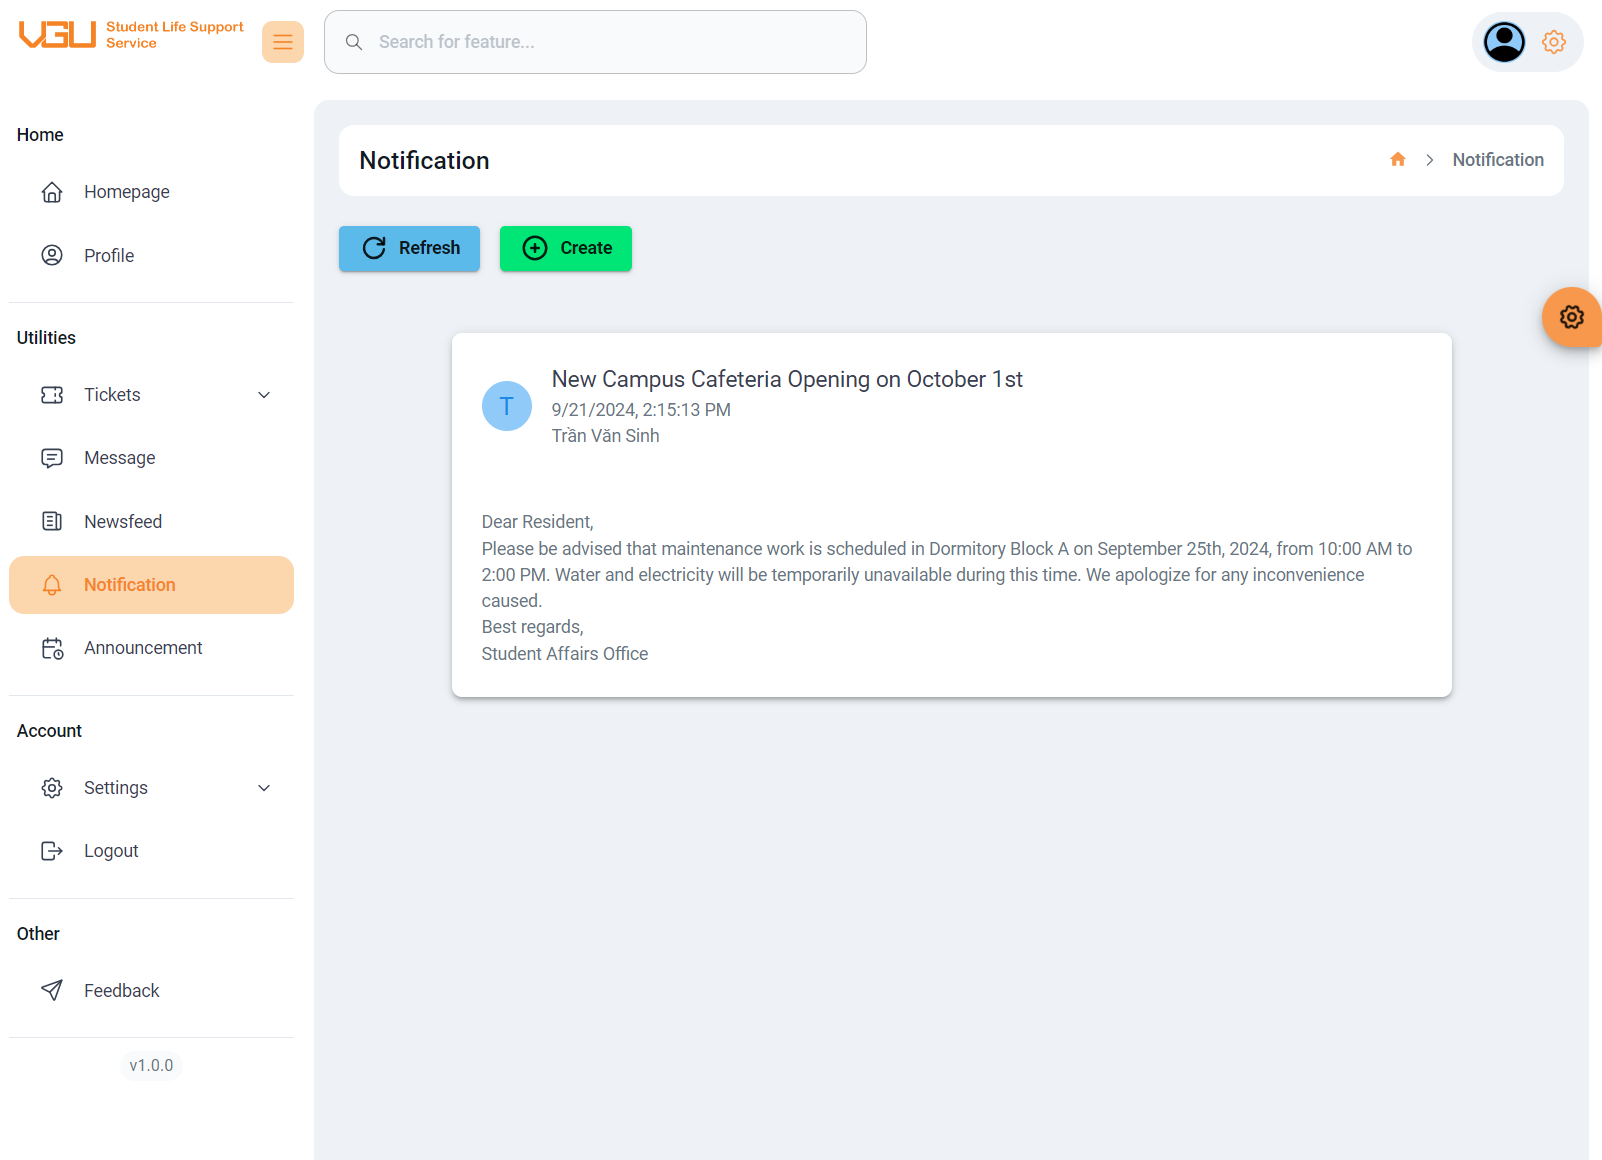 VGU Student Life Support
Service
Search for feature...
Home
Homepage
Profile
Utilities
Tickets
Message
Newsfeed
Notification
Announcement
Account
Settings
Logout
Other
Feedback
v1.0.0
Notification
Notification
Refresh
Create
New Campus Cafeteria Opening on October 1st
T
9/21/2024, 2:15:13 PM
Trần Văn Sinh
Dear Resident,
Please be advised that maintenance work is scheduled in Dormitory Block A on September 25th, 2024, from 10:00 AM to
2:00 PM. Water and electricity will be temporarily unavailable during this time. We apologize for any inconvenience
caused.
Best regards,
Student Affairs Office